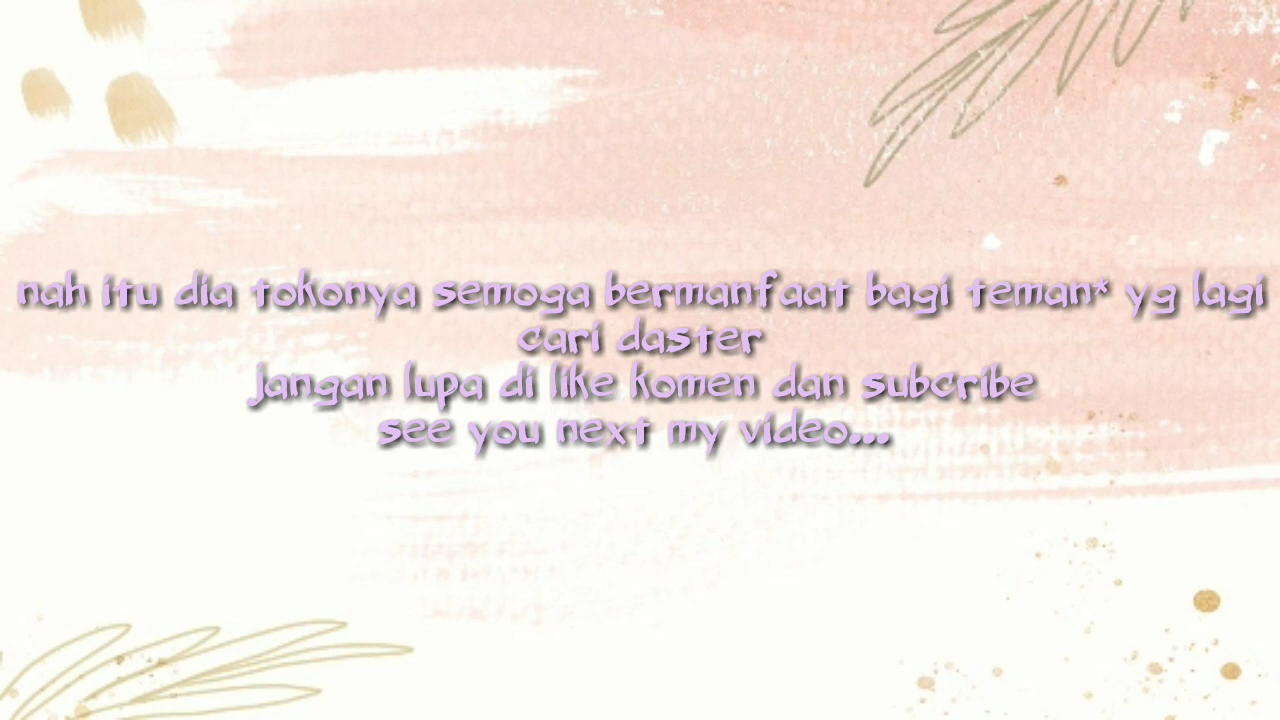 nah itu dia tokonya semoga bermanfaat bagi teman* yg lagi
cari daster
Jangan lupa di like komen dan subcribe
see you next my video...